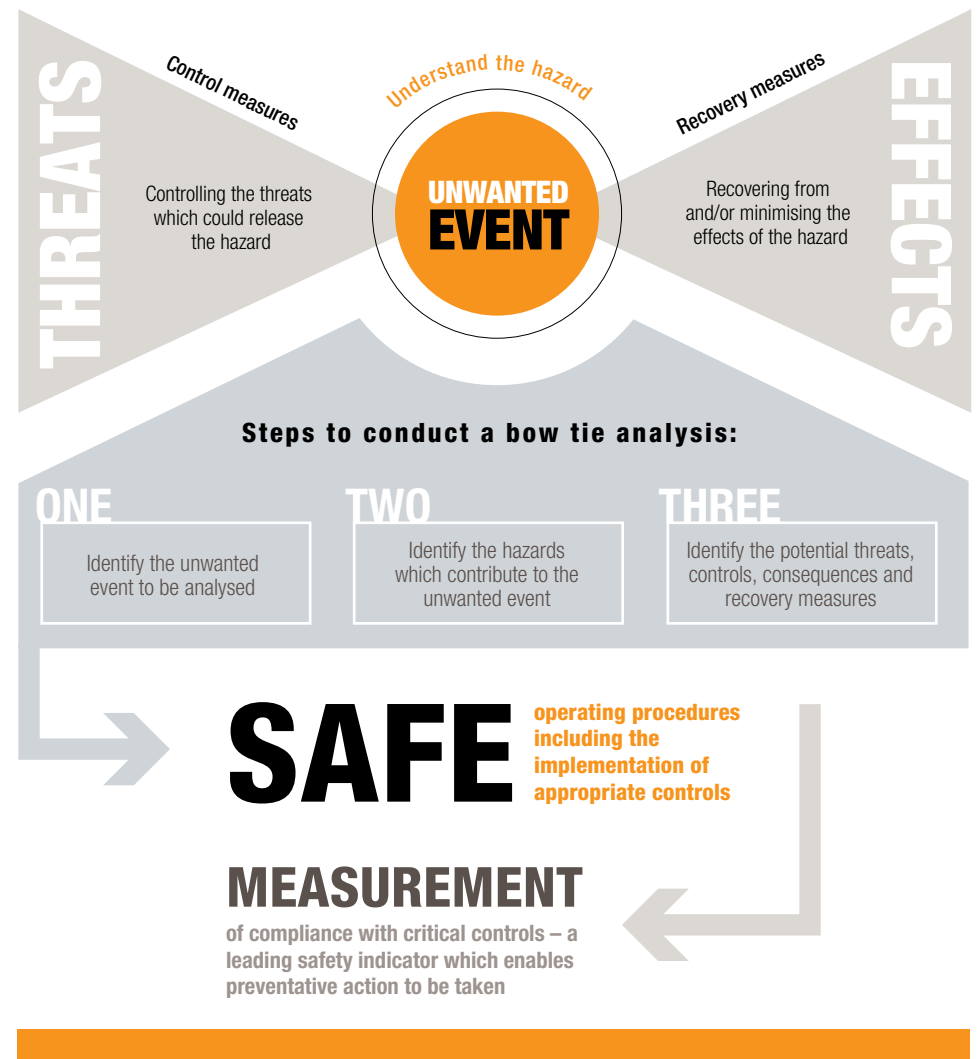 THREATS
Control measures
Controlling the threats
which could release
the hazard
Understand the hazard
UNWANTED
EVENT
Recovery measures
Recovering from
and/or minimising the
effects of the hazard
EFFECTS
Steps to conduct a bow tie analysis:
ONE
Identify the unwanted
event to be analysed
TWO
Identify the hazards
which contribute to the
unwanted event
THREE
Identify the potential threats,
controls, consequences and
recovery measures
SAFE
operating procedures
including the
implementation of
appropriate controls
MEASUREMENT
of compliance with critical controls – a
leading safety indicator which enables
preventative action to be taken